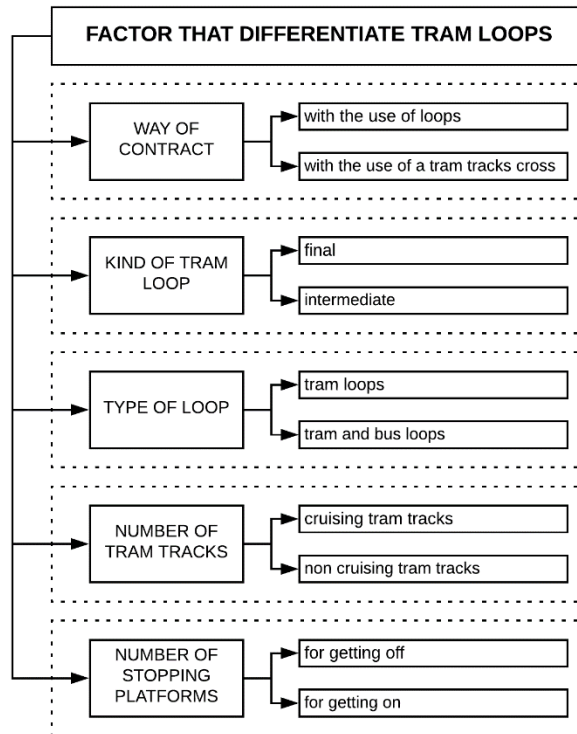 FACTOR THAT DIFFERENTIATE TRAM LOOPS
WAY OF
CONTRACT
with the use of loops
with the use of a tram tracks cross
KIND OF TRAM
LOOP
final
intermediate
TYPE OF LOOP
tram loops
tram and bus loops
NUMBER OF
TRAM TRACKS
cruising tram tracks
non cruising tram tracks
NUMBER OF
STOPPING
PLATFORMS
for getting off
for getting on